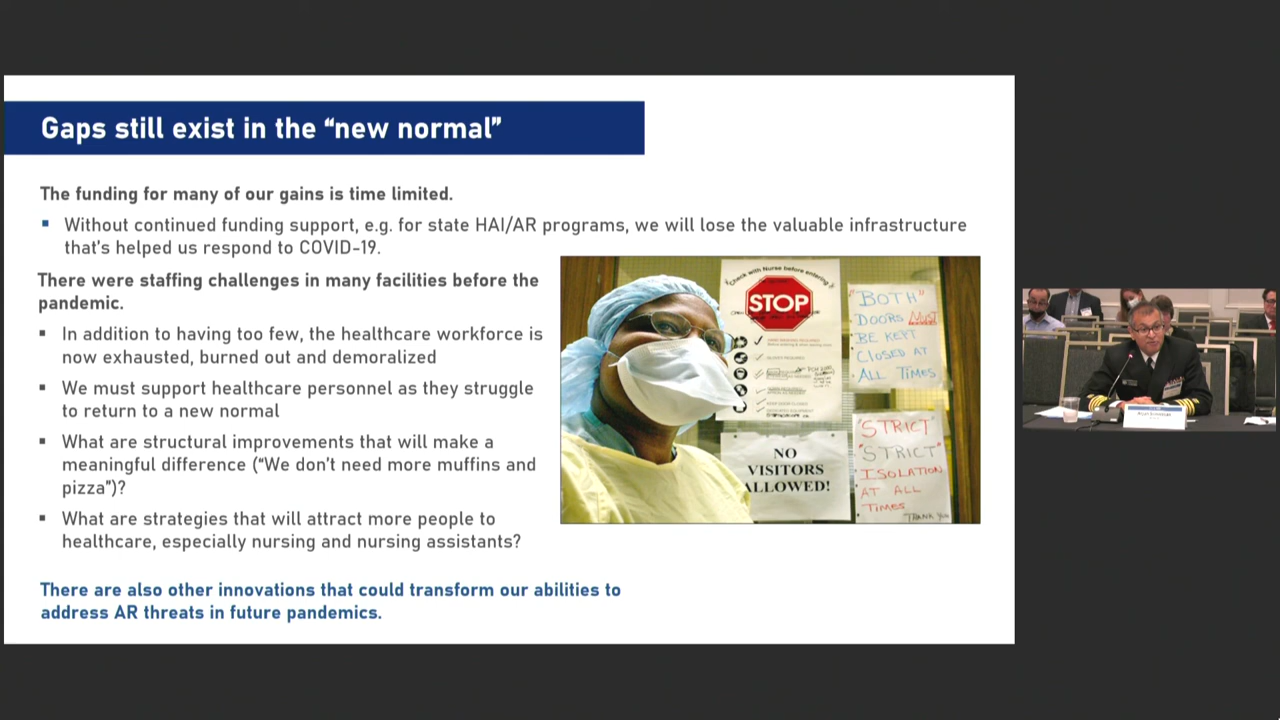 Gaps still exist in the “new normal”
The funding for many of our gains is time limited.
▪ Without continued funding support, e.g. for state HAI/AR programs, we will lose the valuable infrastructure
that's helped us respond to COVID-19.
There were staffing challenges in many facilities before the
pandemic.
▪ In addition to having too few, the healthcare workforce is
now exhausted, burned out and demoralized
▪ We must support healthcare personnel as they struggle
to return to a new normal
▪ What are structural improvements that will make a
meaningful difference (“We don't need more muffins and
pizza”)?
▪ What are strategies that will attract more people to
healthcare, especially nursing and nursing assistants?
There are also other innovations that could transform our abilities to
address AR threats in future pandemics.
Check with Nurse before entering
STOP
NO
VISITORS
ALLOWED!
"BOTH"
DOORS MUST
BE KEPT
CLOSED AT
ALL TIMES
"STRICT"
"STRICT"
ISOLATION
AT ALL
TIMES
THANK YOU